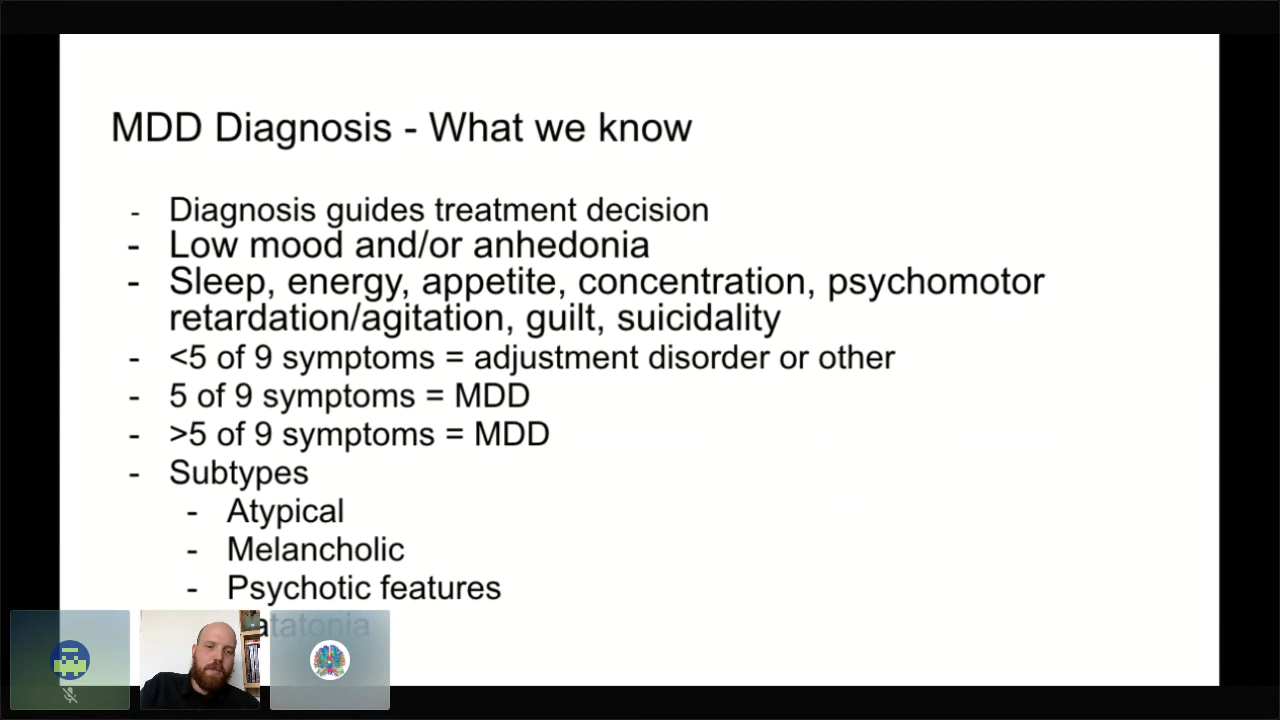 MDD Diagnosis - What we know
- Diagnosis guides treatment decision
- Low mood and/or anhedonia
- Sleep, energy, appetite, concentration, psychomotor
retardation/agitation, guilt, suicidality
- <5 of 9 symptoms = adjustment disorder or other
- 5 of 9 symptoms = MDD
- >5 of 9 symptoms = MDD
- Subtypes
- Atypical
- Melancholic
- Psychotic features
atatonia